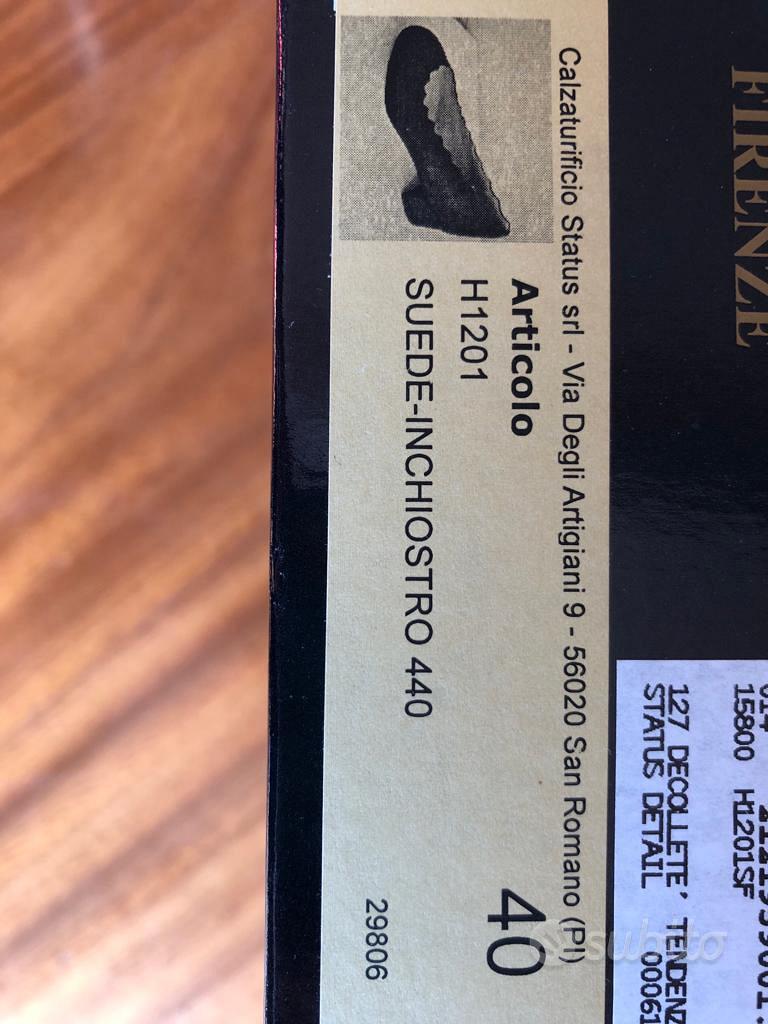 FIRENZE
Calzaturificio Status srl - Via Degli Artigiani 9 - 56020 San Romano (PI)
Articolo
H1201
40
SUEDE-INCHIOSTRO 440
29806
15800 H1201SF
127 DECOLLETE' TENDENZ
STATUS DETAIL 00061
subito